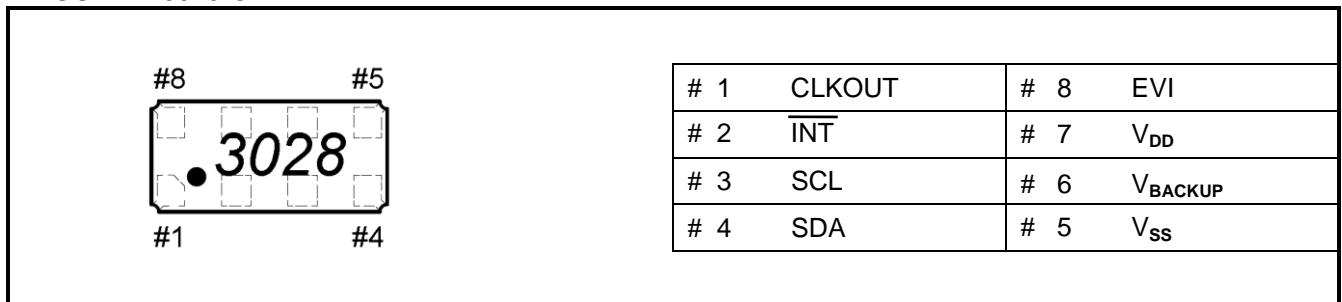 #8 #5
3028
#1 #4
# 1 CLKOUT # 8 EVI
# 2 INT # 7 VDD
# 3 SCL # 6 VBACKUP
# 4 SDA # 5 VSS